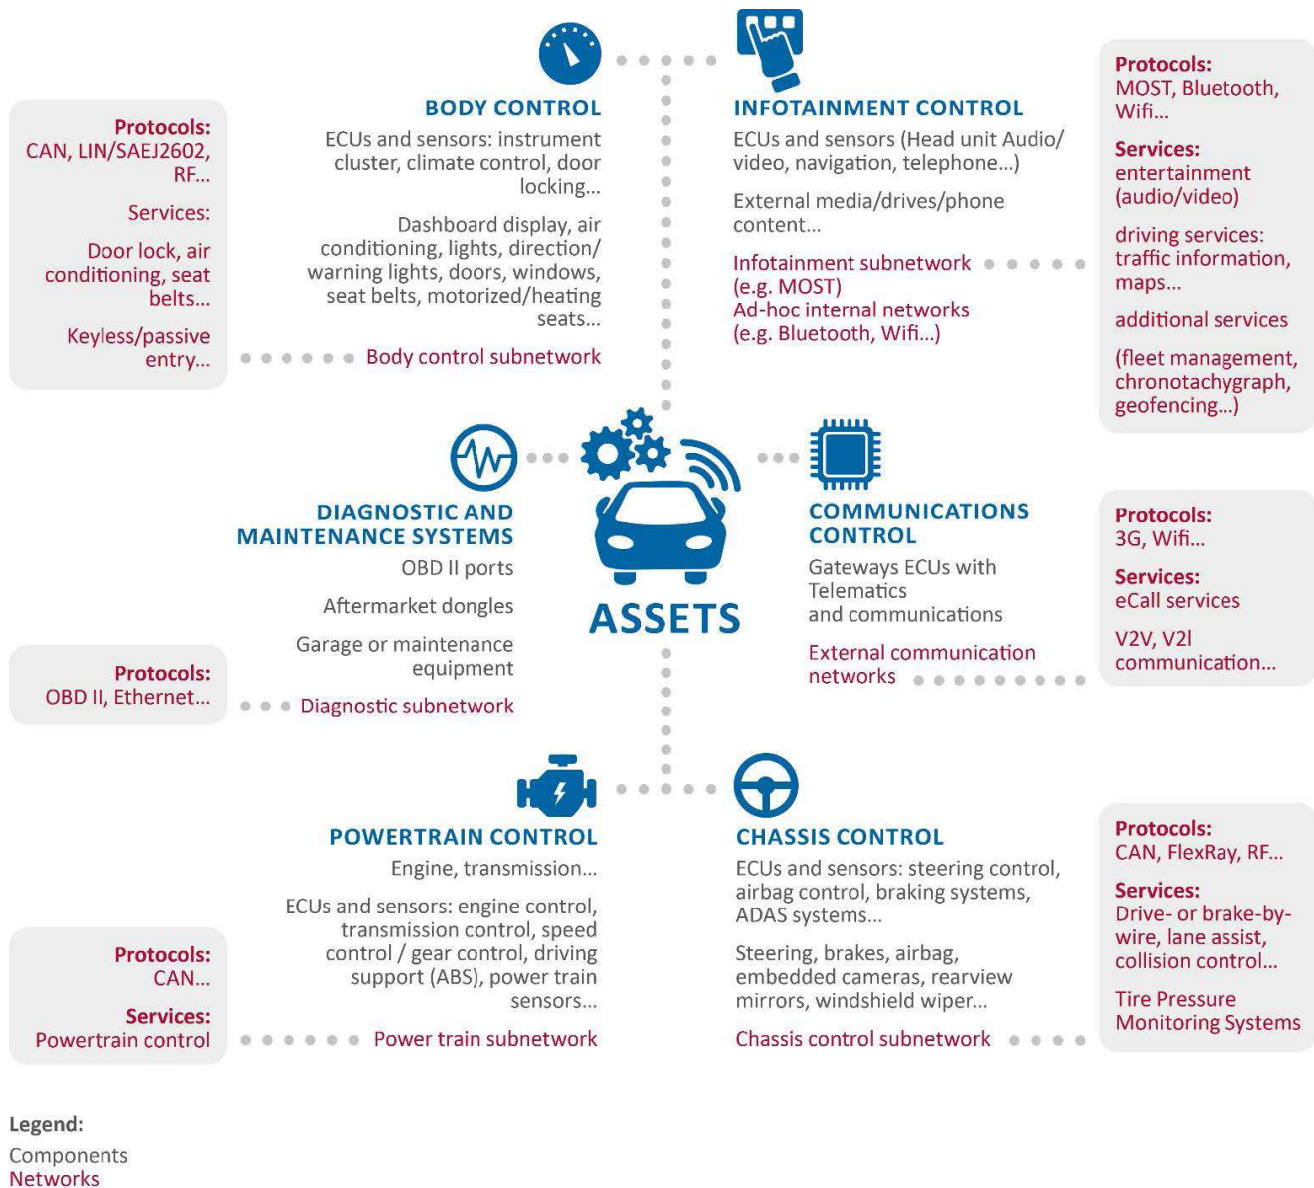 BODY CONTROL
ECUs and sensors: instrument
cluster, climate control, door
locking...
Dashboard display, air
conditioning, lights, direction/
warning lights, doors, windows,
seat belts, motorized/heating
seats...
Body control subnetwork
Protocols:
CAN, LIN/SAEJ2602,
RF...
Services:
Door lock, air
conditioning, seat
belts...
Keyless/passive
entry...
INFOTAINMENT CONTROL
ECUs and sensors (Head unit Audio/
video, navigation, telephone...)
External media/drives/phone
content...
Infotainment subnetwork
(e.g. MOST)
Ad-hoc internal networks
(e.g. Bluetooth, Wifi...)
Protocols:
MOST, Bluetooth,
Wifi...
Services:
entertainment
(audio/video)
driving services:
traffic information,
maps...
additional services
(fleet management,
chronotachygraph,
geofencing...)
DIAGNOSTIC AND
MAINTENANCE SYSTEMS
OBD II ports
Aftermarket dongles
Garage or maintenance
equipment
Diagnostic subnetwork
Protocols:
OBD II, Ethernet...
ASSETS
COMMUNICATIONS
CONTROL
Gateways ECUs with
Telematics
and communications
External communication
networks
Protocols:
3G, Wifi...
Services:
eCall services
V2V, V2l
communication...
POWERTRAIN CONTROL
Engine, transmission...
ECUs and sensors: engine control,
transmission control, speed
control / gear control, driving
support (ABS), power train
sensors...
Power train subnetwork
Protocols:
CAN...
Services:
Powertrain control
CHASSIS CONTROL
ECUs and sensors: steering control,
airbag control, braking systems,
ADAS systems...
Steering, brakes, airbag,
embedded cameras, rearview
mirrors, windshield wiper...
Chassis control subnetwork
Protocols:
CAN, FlexRay, RF...
Services:
Drive- or brake-by-
wire, lane assist,
collision control...
Tire Pressure
Monitoring Systems
Legend:
Components
Networks